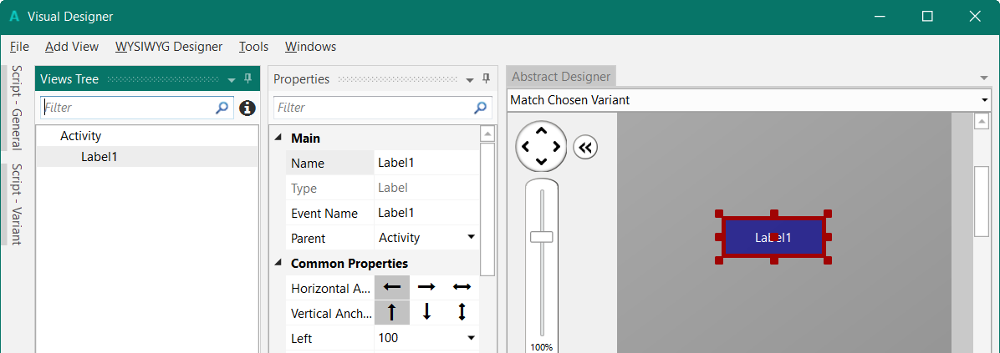 A Visual Designer
File Add View WYSIWYG Designer Tools Windows
Script - General
Script - Variant
Views Tree
Filter
Activity
Label1
Properties
Filter
Main
Name Label1
Type Label
Event Name Label1
Parent Activity
Common Properties
Horizontal A...
Vertical Anch...
Left 100
Abstract Designer
Match Chosen Variant
100%
Label1